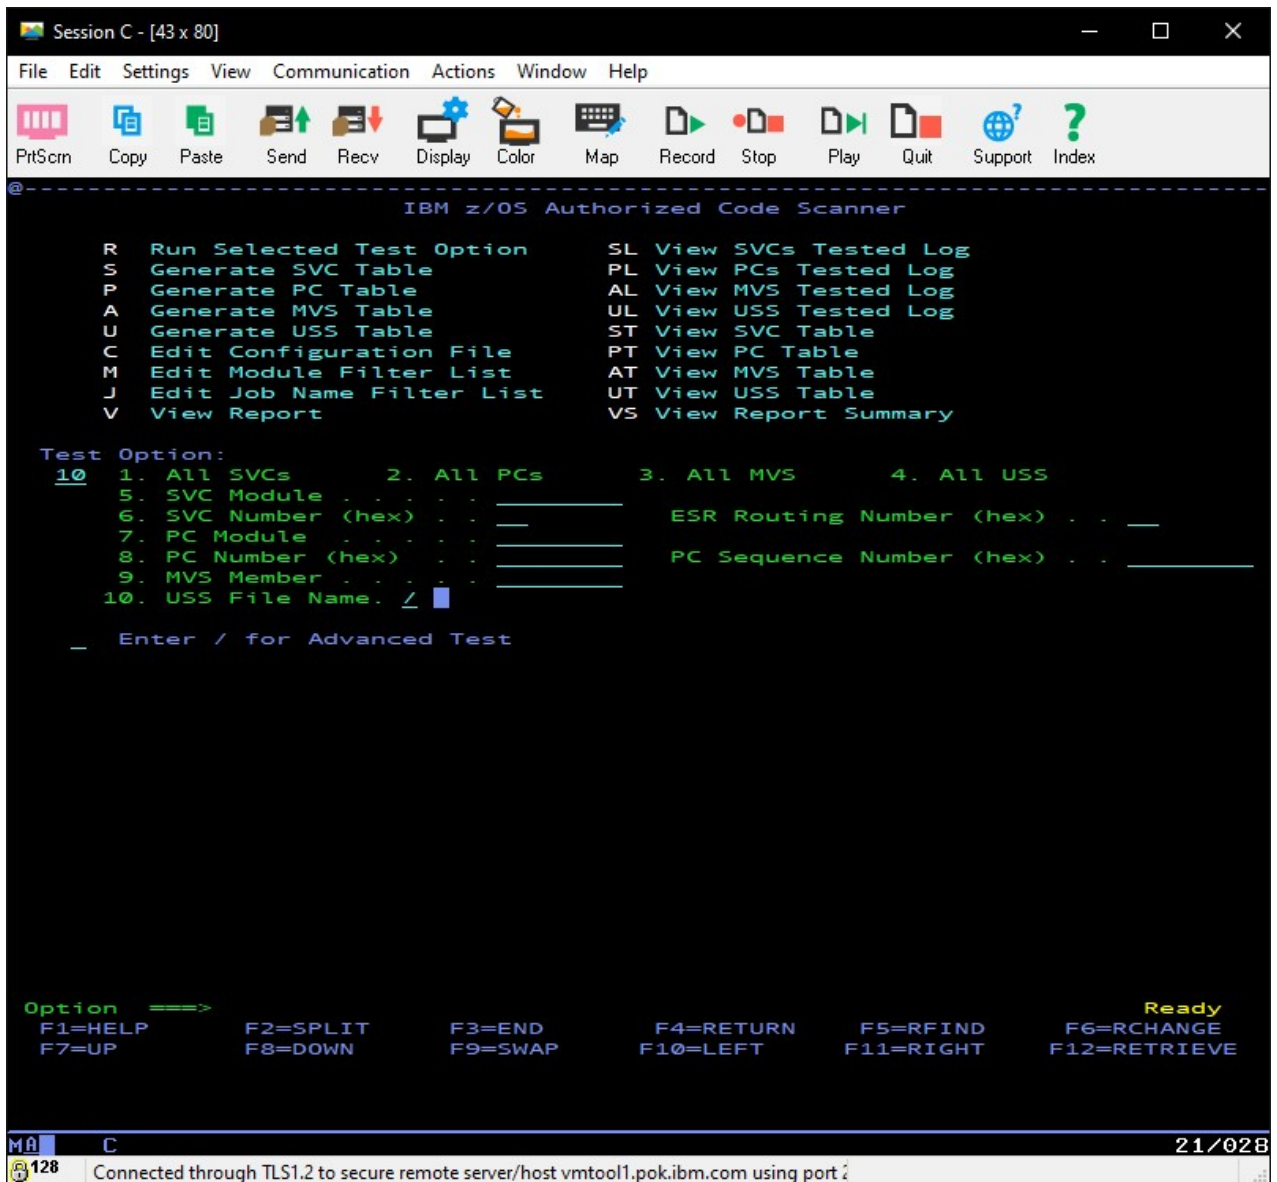 Session C - [43 x 80]
File Edit Settings View Communication Actions Window Help
PrtScrn Copy Paste Send Recv Display Color Map Record Stop Play Quit Support Index
@-------------------------------------------------------------------------------
IBM z/OS Authorized Code Scanner
R Run Selected Test Option SL View SVCs Tested Log
S Generate SVC Table PL View PCs Tested Log
P Generate PC Table AL View MVS Tested Log
A Generate MVS Table UL View USS Tested Log
U Generate USS Table ST View SVC Table
C Edit Configuration File PT View PC Table
M Edit Module Filter List AT View MVS Table
J Edit Job Name Filter List UT View USS Table
V View Report VS View Report Summary
Test Option:
10 1. All SVCs 2. All PCs 3. All MVS 4. All USS
5. SVC Module . . . . . ________
6. SVC Number (hex) . . __ ESR Routing Number (hex) . . __
7. PC Module . . . . . ________
8. PC Number (hex) . . ________ PC Sequence Number (hex) . . ________
9. MVS Member . . . . . ________
10. USS File Name. /
_ Enter / for Advanced Test
Option ===> Ready
F1=HELP F2=SPLIT F3=END F4=RETURN F5=RFIND F6=RCHANGE
F7=UP F8=DOWN F9=SWAP F10=LEFT F11=RIGHT F12=RETRIEVE
MA C 21/028
128 Connected through TLS1.2 to secure remote server/host vmtool1.pok.ibm.com using port